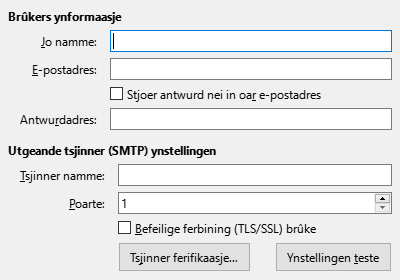 Brûkers ynformaasje
Jo namme:
E-postadres:
Stjoer antwurd nei in oar e-postadres
Antwurdadres:
Utgeande tsjinner (SMTP) ynstellingen
Tsjinner namme:
Poarte: 1
Befeilige ferbining (TLS/SSL) brûke
Tsjinner ferifikaasje... Ynstellingen teste